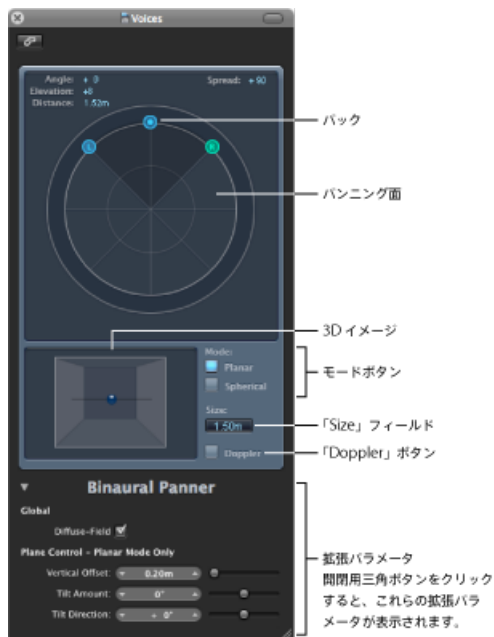 Voices
Angle: + 0
Elevation: +0
Distance: 1.52m
Spread: +90
L
R
パック
パンニング面
3D イメージ
Mode:
Planar
Spherical
モードボタン
Size:
1.50m
「Size」フィールド
Doppler
「Doppler」ボタン
Binaural Panner
Global
Diffuse-Field
Plane Control – Planar Mode Only
Vertical Offset: 0.20m
Tilt Amount: 0°
Tilt Direction: + 0°
拡張パラメータ
開閉用三角ボタンをクリック
すると、これらの拡張パラ
メータが表示されます。